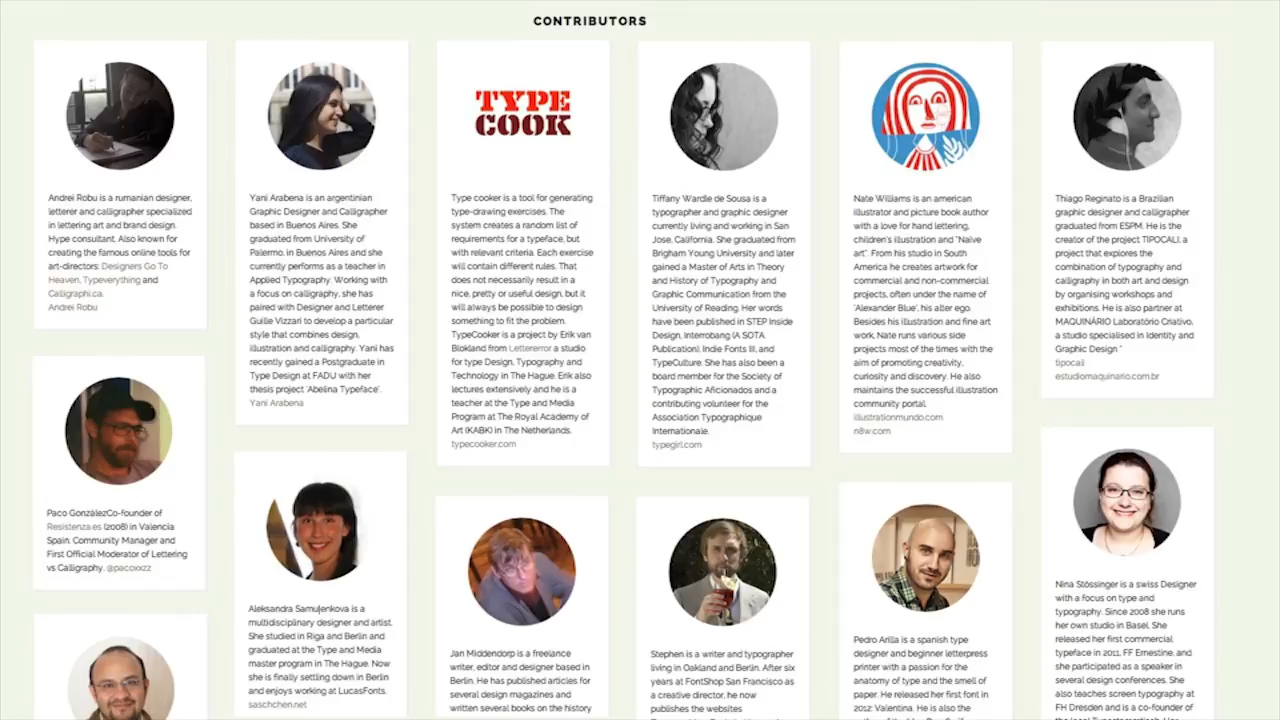 CONTRIBUTORS
Andrei Robu is a rumanian designer,
letterer and calligrapher specialized
in lettering art and brand design.
Hype consultant. Also known for
creating the famous online tools for
art-directors: Designers Go To
Heaven, Typeverything and
Calligraphi.ca.
Andrei Robu
Paco GonzálezCo-founder of
Resistenza.es (2008) in Valencia
Spain. Community Manager and
First Official Moderator of Lettering
vs Calligraphy. @pacoxxzz
Yani Arabena is an argentinian
Graphic Designer and Calligrapher
based in Buenos Aires. She
graduated from University of
Palermo, in Buenos Aires and she
currently performs as a teacher in
Applied Typography. Working with
a focus on calligraphy, she has
paired with Designer and Letterer
Guille Vizzari to develop a particular
style that combines design,
illustration and calligraphy. Yani has
recently gained a Postgraduate in
Type Design at FADU with her
thesis project 'Abelina Typeface'.
Yani Arabena
Aleksandra Samuļenkova is a
multidisciplinary designer and artist.
She studied in Riga and Berlin and
graduated at the Type and Media
master program in The Hague. Now
she is finally settling down in Berlin
and enjoys working at LucasFonts.
saschchen.net
TYPE
COOK
Type cooker is a tool for generating
type-drawing exercises. The
system creates a random list of
requirements for a typeface, but
with relevant criteria. Each exercise
will contain different rules. That
does not necessarily result in a
nice, pretty or useful design, but it
will always be possible to design
something to fit the problem.
TypeCooker is a project by Erik van
Blokland from Lettererror a studio
for type Design, Typography and
Technology in The Hague. Erik also
lectures extensively and he is a
teacher at the Type and Media
Program at The Royal Academy of
Art (KABK) in The Netherlands.
typecooker.com
Jan Middendorp is a freelance
writer, editor and designer based in
Berlin. He has published articles for
several design magazines and
written several books on the history
Tiffany Wardle de Sousa is a
typographer and graphic designer
currently living and working in San
Jose, California. She graduated from
Brigham Young University and later
gained a Master of Arts in Theory
and History of Typography and
Graphic Communication from the
University of Reading. Her words
have been published in STEP Inside
Design, Interrobang (A SOTA
Publication), Indie Fonts III, and
TypeCulture. She has also been a
board member for the Society of
Typographic Aficionados and a
contributing volunteer for the
Association Typographique
Internationale.
typegirl.com
Stephen is a writer and typographer
living in Oakland and Berlin. After six
years at FontShop San Francisco as
a creative director, he now
publishes the websites
Nate Williams is an american
illustrator and picture book author
with a love for hand lettering,
children's illustration and "Naïve
art". From his studio in South
America he creates artwork for
commercial and non-commercial
projects, often under the name of
'Alexander Blue', his alter ego.
Besides his illustration and fine art
work, Nate runs various side
projects most of the times with the
aim of promoting creativity,
curiosity and discovery. He also
maintains the successful illustration
community portal.
illustrationmundo.com
n8w.com
Pedro Arilla is a spanish type
designer and beginner letterpress
printer with a passion for the
anatomy of type and the smell of
paper. He released her first font in
2012: Valentina. He is also the
Thiago Reginato is a Brazilian
graphic designer and calligrapher
graduated from ESPM. He is the
creator of the project TIPOCALI, a
project that explores the
combination of typography and
calligraphy in both art and design
by organising workshops and
exhibitions. He is also partner at
MAQUINÁRIO Laboratório Criativo,
a studio specialised in Identity and
Graphic Design "
tipocali
estudiomaquinario.com.br
Nina Stössinger is a swiss Designer
with a focus on type and
typography. Since 2008 she runs
her own studio in Basel. She
released her first commercial
typeface in 2011, FF Ernestine, and
she participated as a speaker in
several design conferences. She
also teaches screen typography at
FH Dresden and is a co-founder of